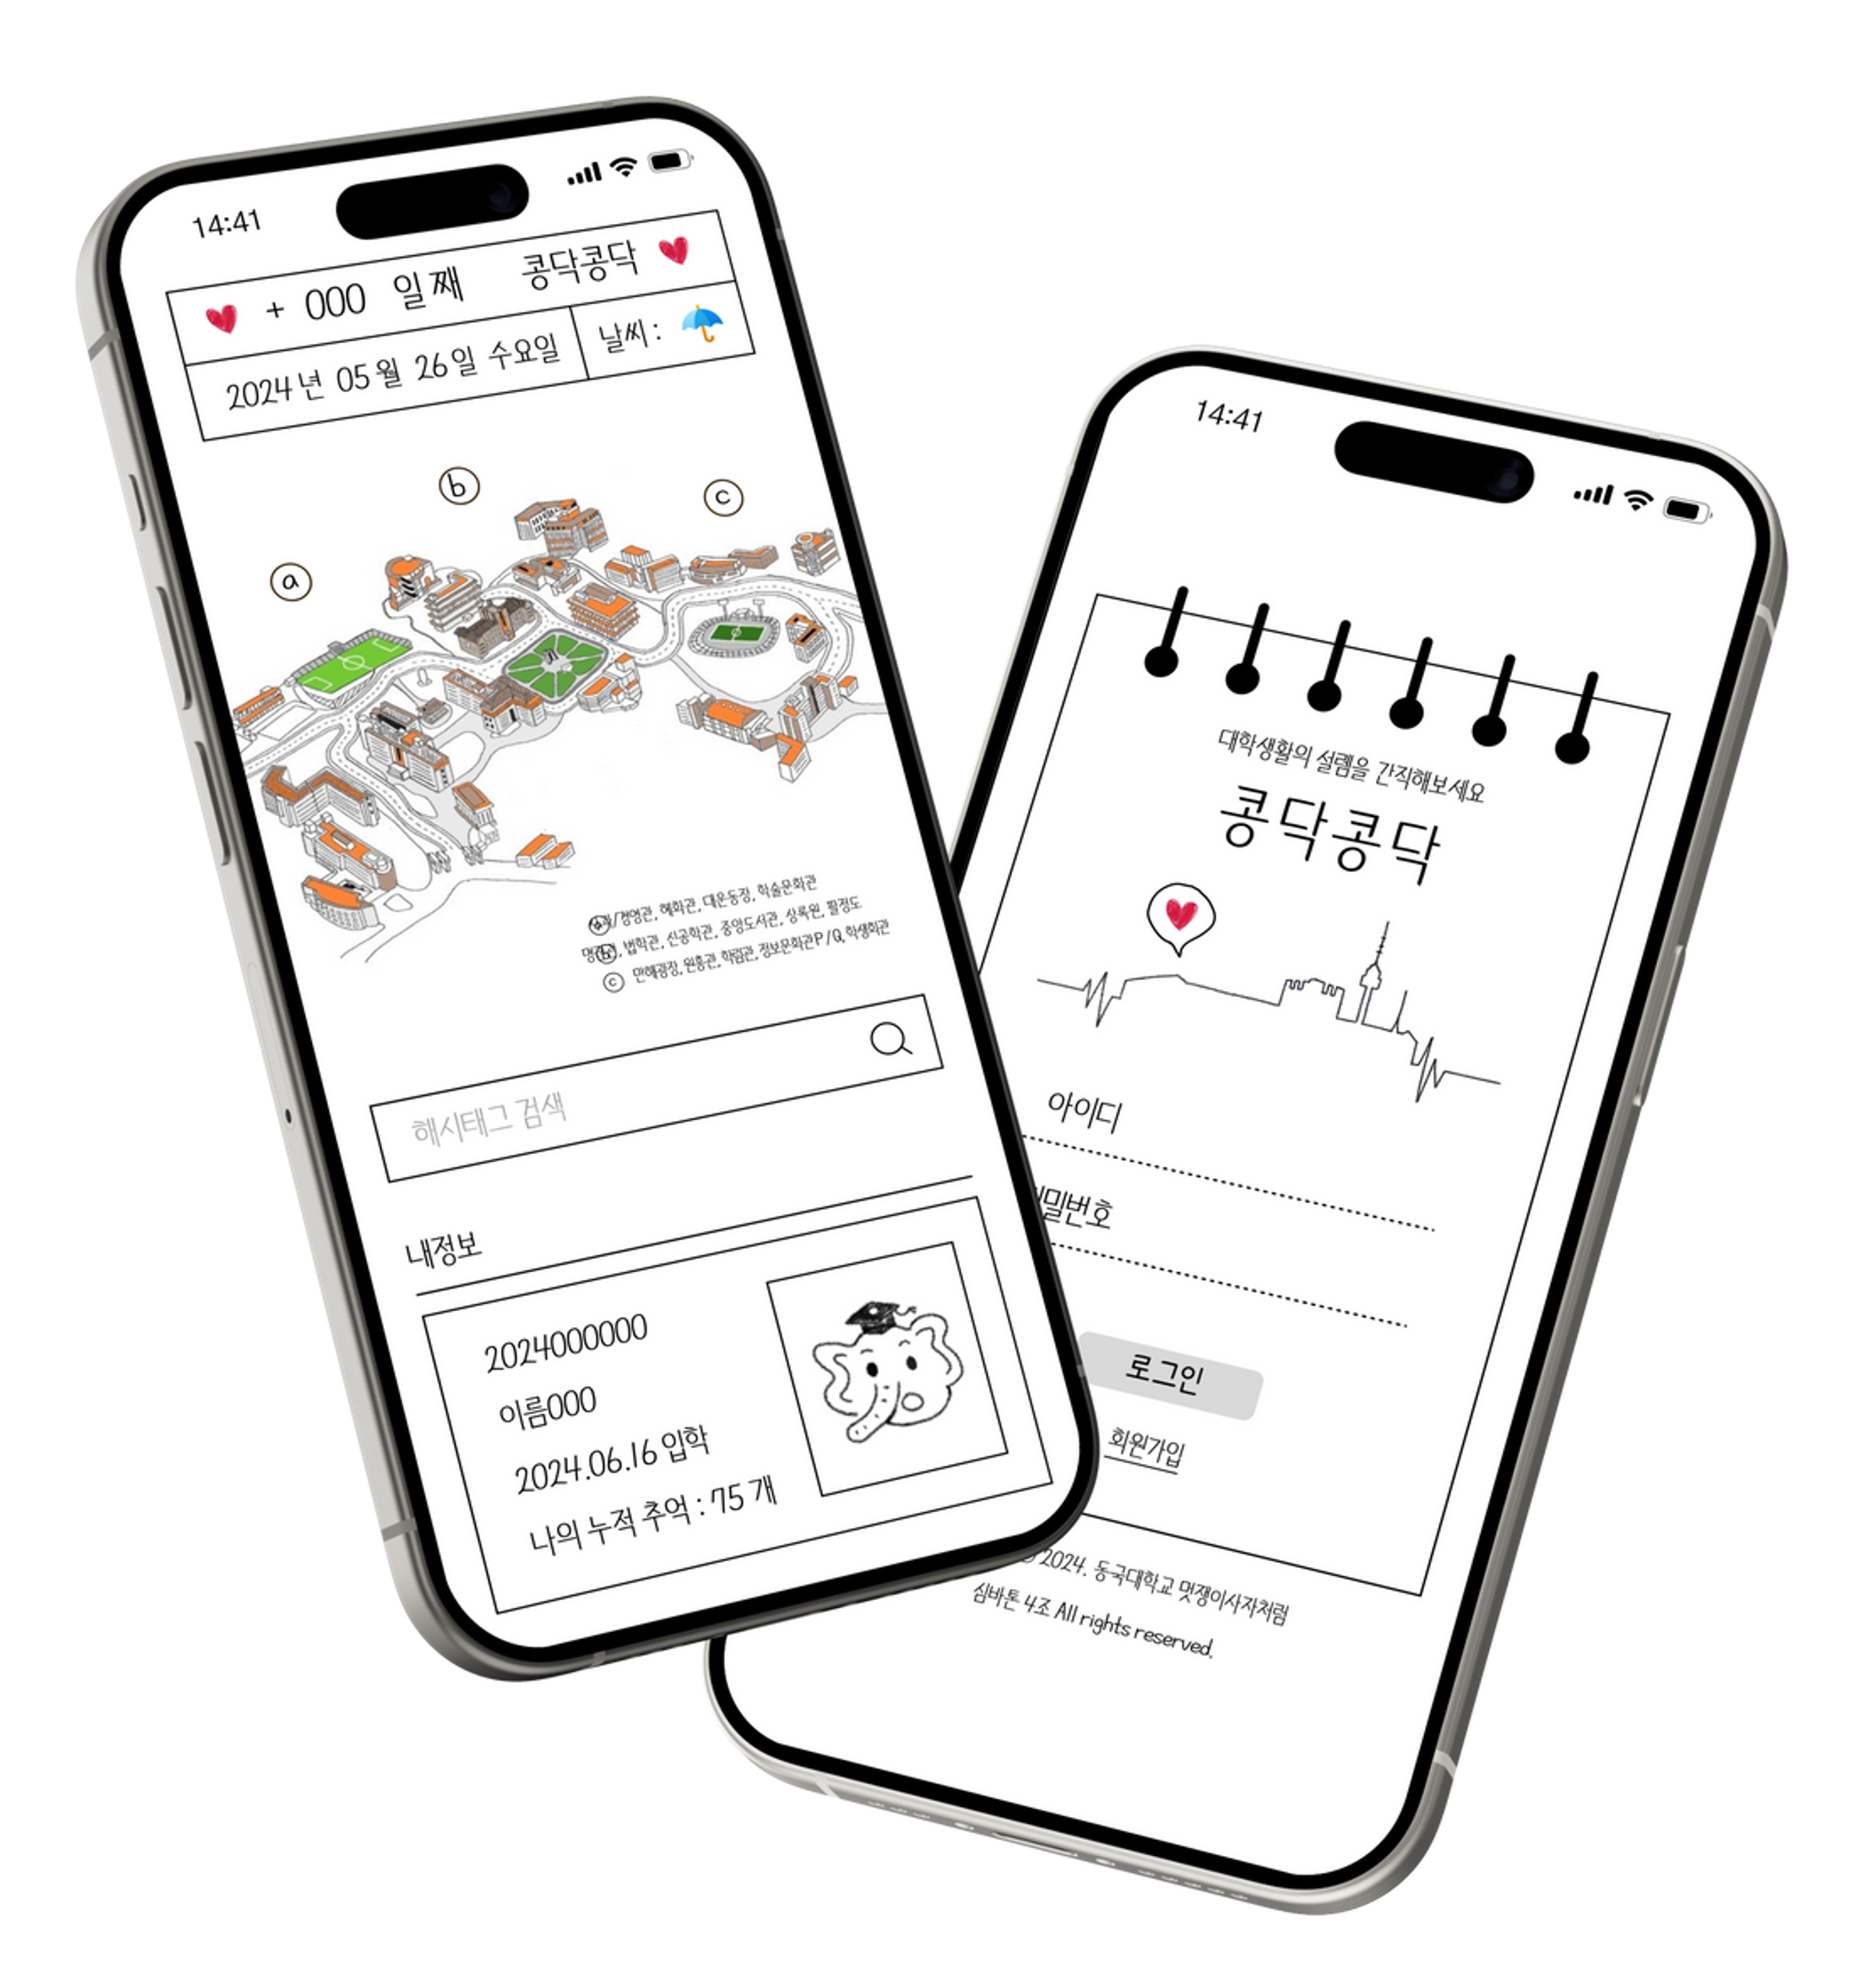 14:41
+ 000 일째 콩닥콩닥
2024년 05월 26일 수요일 날씨 :
a
b
c
/경영관, 혜화관, 대운동장, 학술문화관
법학관, 신공학관, 중앙도서관, 상록원, 팔정도
c 만해광장, 원흥관, 학림관, 정보문화관P/Q, 학생회관
해시태그 검색
내정보
2024000000
이름000
2024.06.16 입학
나의 누적 추억 : 75 개
14:41
대학생활의 설렘을 간직해보세요
콩닥콩닥
아이디
밀번호
로그인
회원가입
2024. 동국대학교 멋쟁이사자처럼
심바톤 4조 All rights reserved.